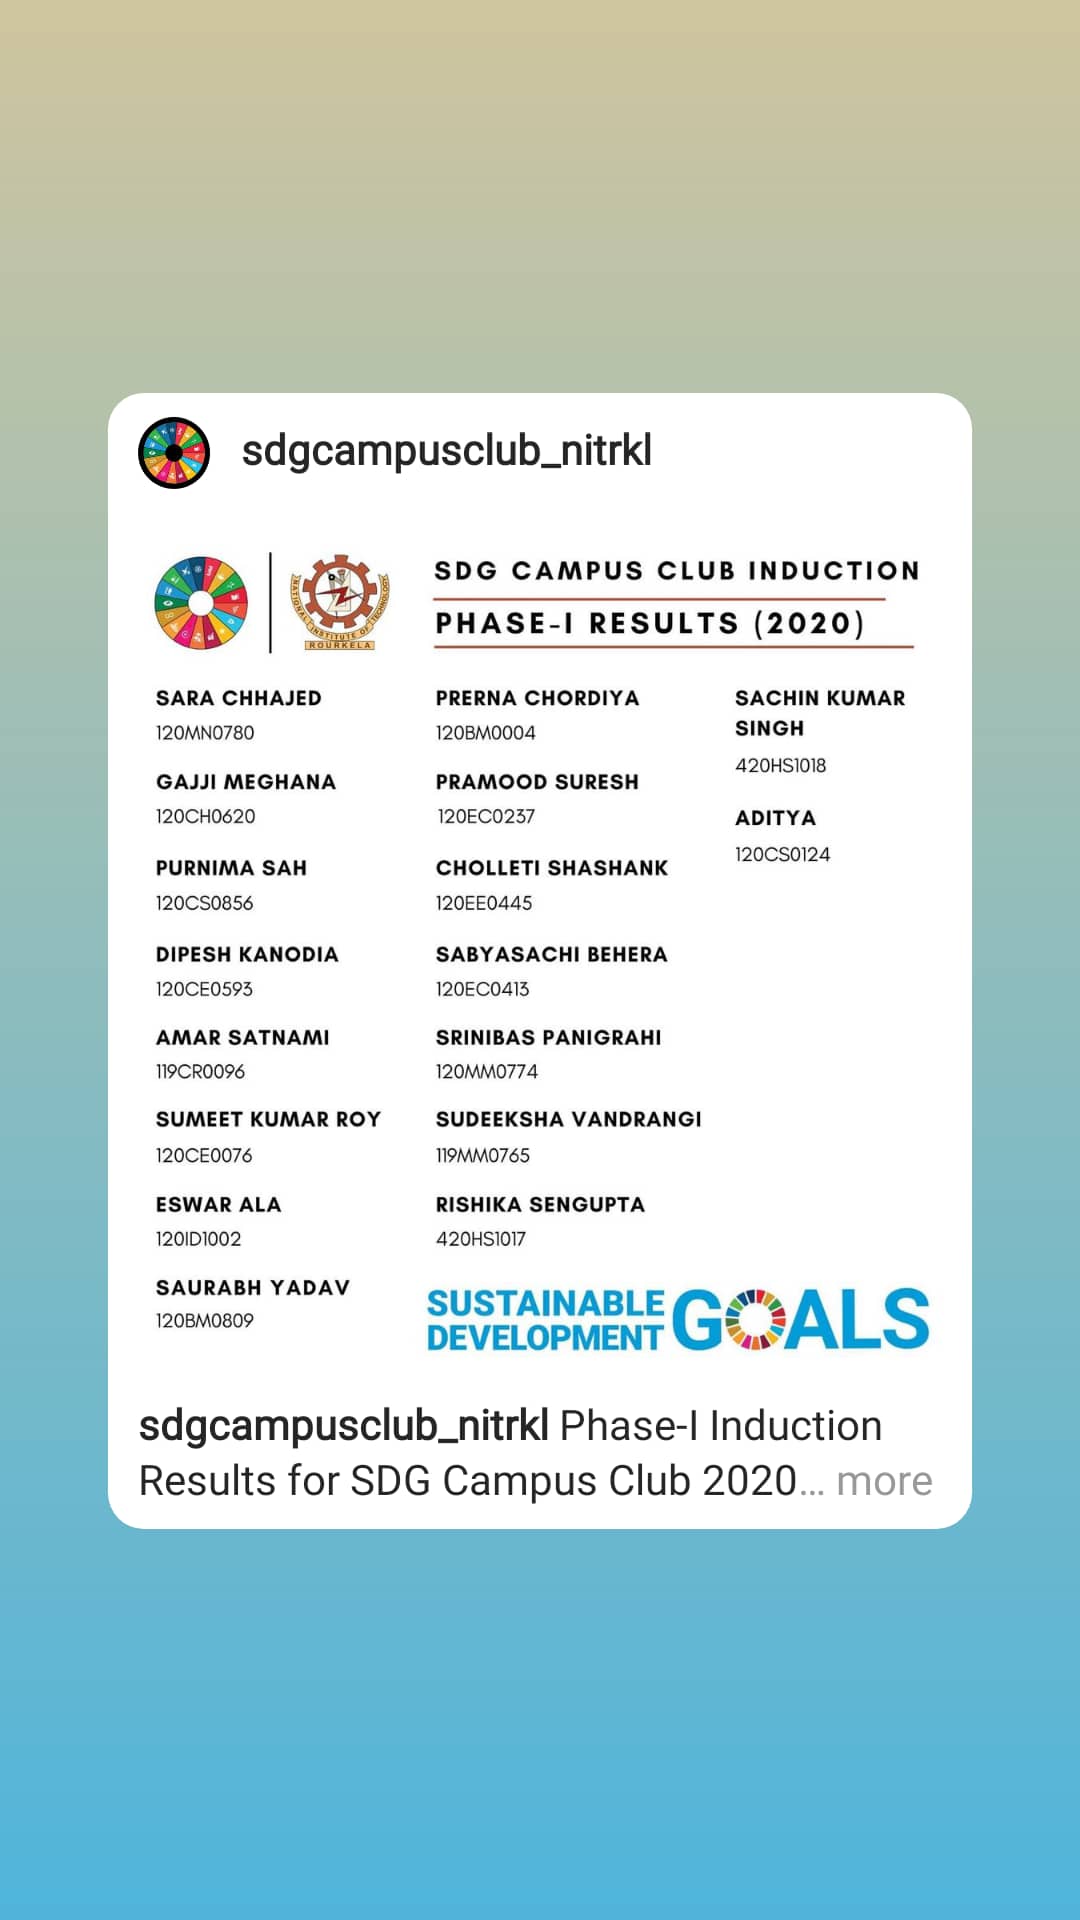 sdgcampusclub_nitrkl
NATIONAL INSTITUTE OF TECHNOLOGY
ROURKELA
SDG CAMPUS CLUB INDUCTION
PHASE-I RESULTS (2020)
SARA CHHAJED
120MN0780
GAJJI MEGHANA
120CH0620
PURNIMA SAH
120CS0856
DIPESH KANODIA
120CE0593
AMAR SATNAMI
119CR0096
SUMEET KUMAR ROY
120CE0076
ESWAR ALA
120ID1002
SAURABH YADAV
120BM0809
PRERNA CHORDIYA
120BM0004
PRAMOOD SURESH
120EC0237
CHOLLETI SHASHANK
120EE0445
SABYASACHI BEHERA
120EC0413
SRINIBAS PANIGRAHI
120MM0774
SUDEEKSHA VANDRANGI
119MM0765
RISHIKA SENGUPTA
420HS1017
SACHIN KUMAR
SINGH
420HS1018
ADITYA
120CS0124
SUSTAINABLE
DEVELOPMENT
GOALS
sdgcampusclub_nitrkl Phase-I Induction
Results for SDG Campus Club 2020... more